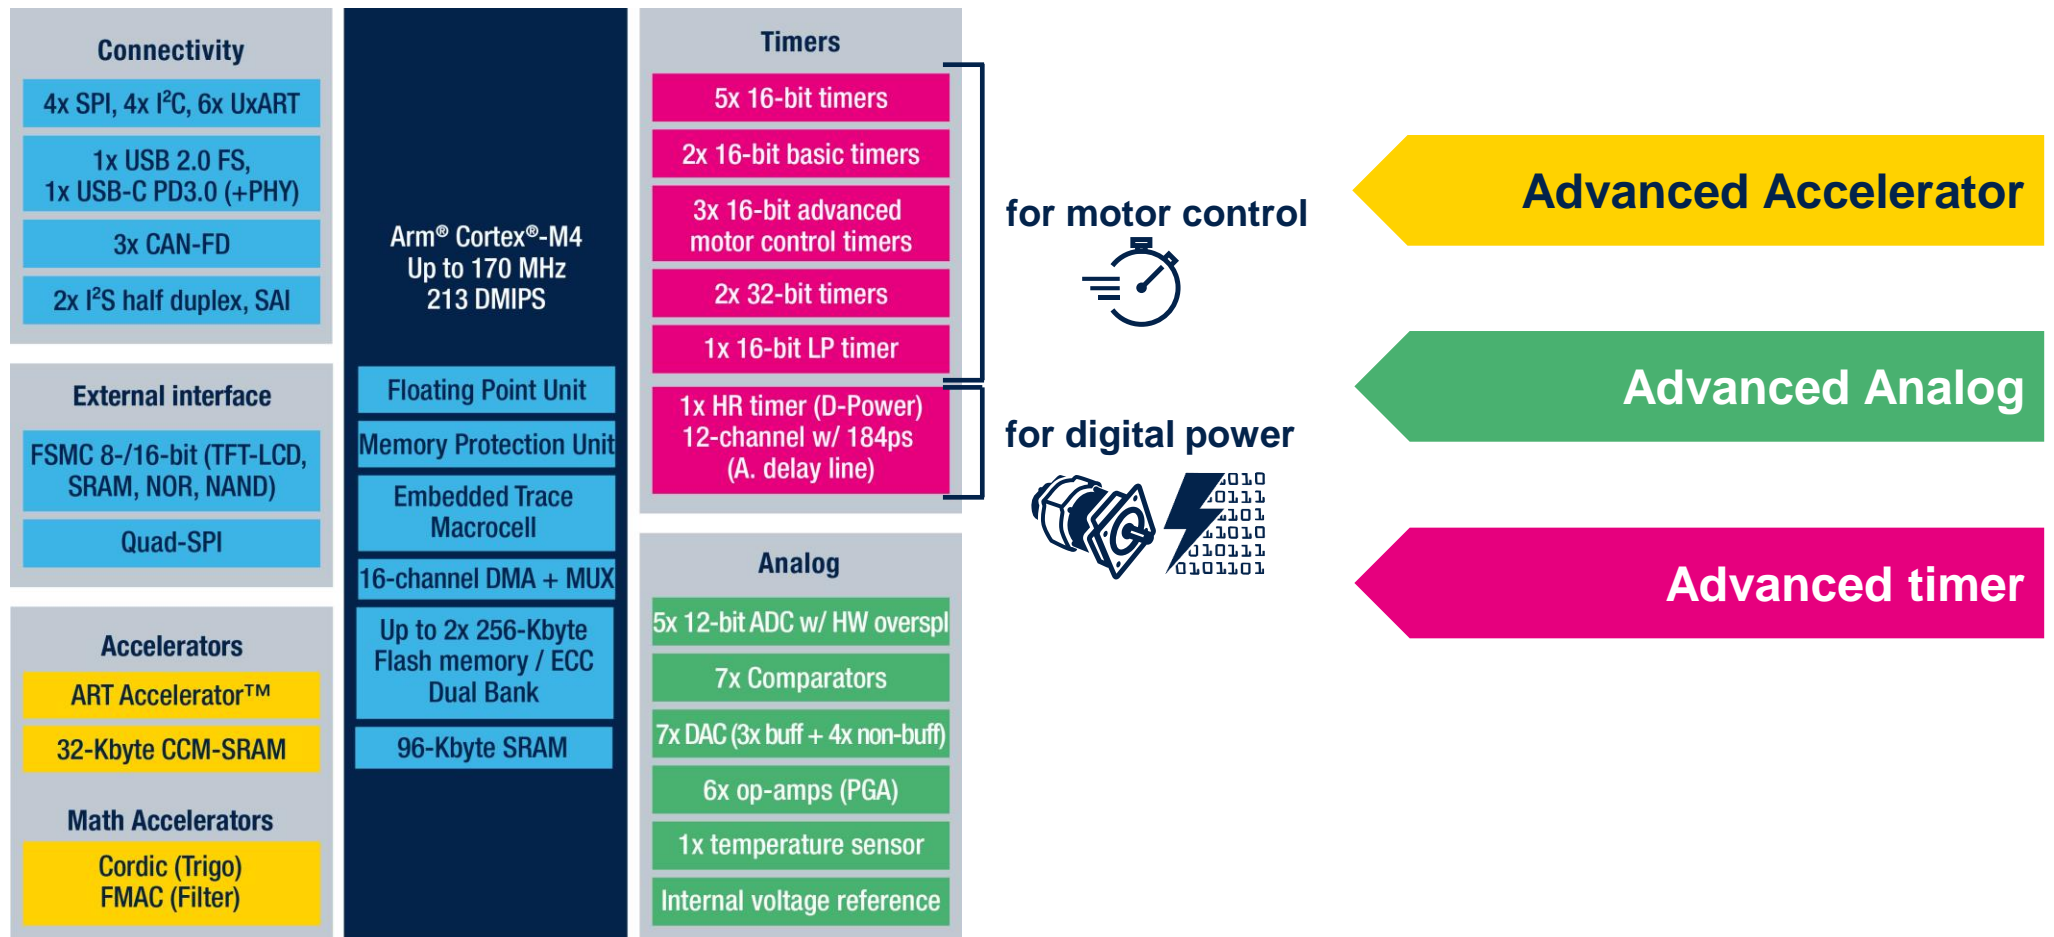 Connectivity
4x SPI, 4x I²C, 6x UxART
1x USB 2.0 FS,
1x USB-C PD3.0 (+PHY)
3x CAN-FD
2x I²S half duplex, SAI
External interface
FSMC 8-/16-bit (TFT-LCD,
SRAM, NOR, NAND)
Quad-SPI
Accelerators
ART Accelerator™
32-Kbyte CCM-SRAM
Math Accelerators
Cordic (Trigo)
FMAC (Filter)
Arm® Cortex®-M4
Up to 170 MHz
213 DMIPS
Floating Point Unit
Memory Protection Unit
Embedded Trace
Macrocell
16-channel DMA + MUX
Up to 2x 256-Kbyte
Flash memory / ECC
Dual Bank
96-Kbyte SRAM
Timers
5x 16-bit timers
2x 16-bit basic timers
3x 16-bit advanced
motor control timers
2x 32-bit timers
1x 16-bit LP timer
1x HR timer (D-Power)
12-channel w/ 184ps
(A. delay line)
Analog
5x 12-bit ADC w/ HW overspl
7x Comparators
7x DAC (3x buff + 4x non-buff)
6x op-amps (PGA)
1x temperature sensor
Internal voltage reference
for motor control
for digital power
Advanced Accelerator
Advanced Analog
Advanced timer